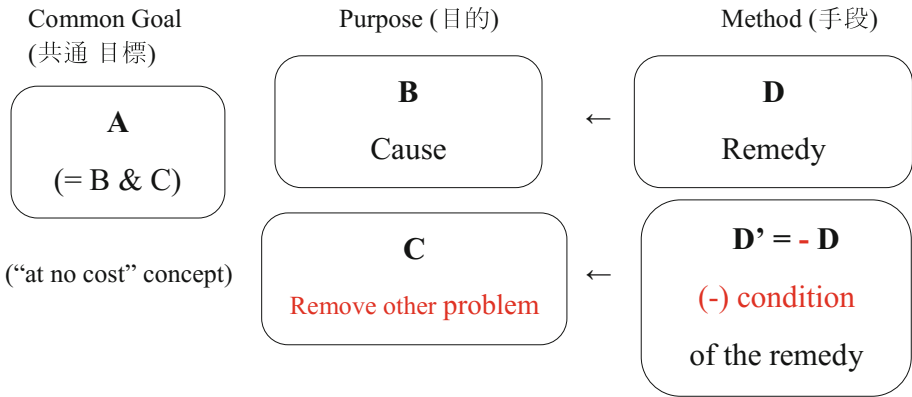 Common Goal
(共通 目標)
Purpose (目的)
Method (手段)
A
(= B & C)
B
Cause
←
D
Remedy
(“at no cost” concept)
C
Remove other problem
←
D’ = - D
(-) condition
of the remedy